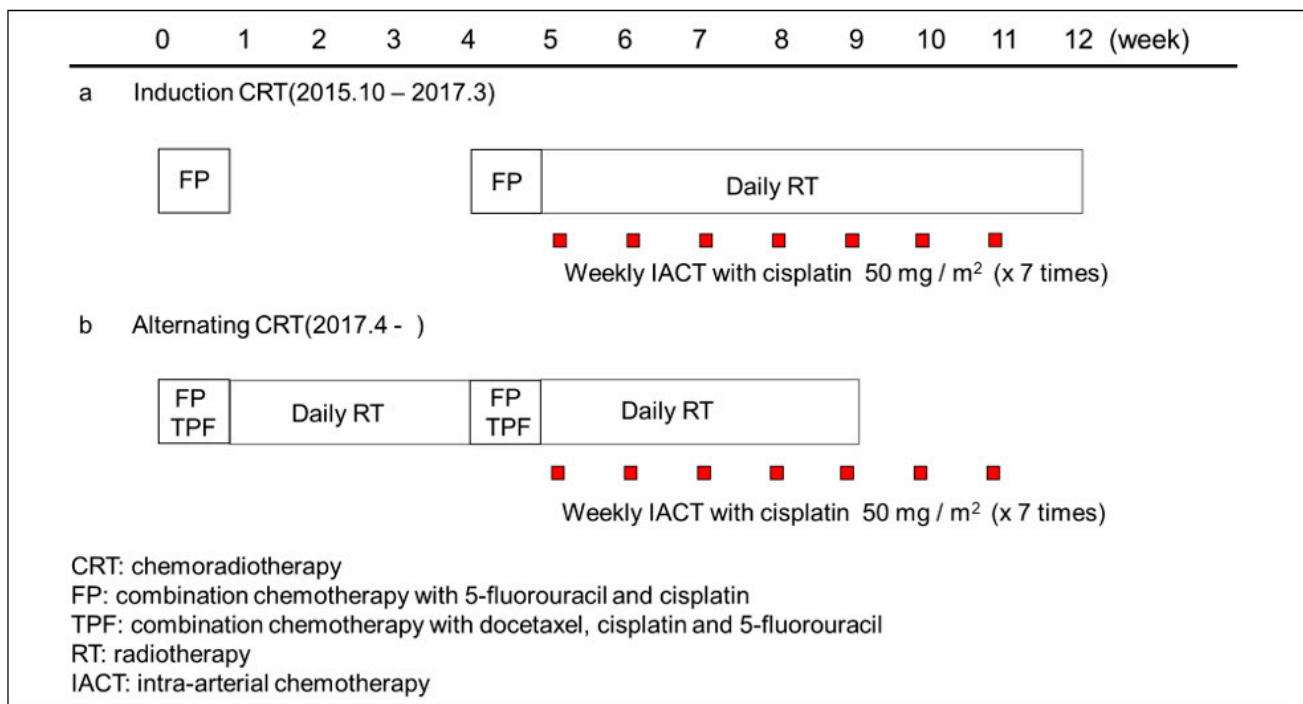 0 1 2 3 4 5 6 7 8 9 10 11 12 (week)
a Induction CRT(2015.10 – 2017.3)
FP FP Daily RT
Weekly IACT with cisplatin 50 mg / m² (x 7 times)
b Alternating CRT(2017.4 - )
FP Daily RT FP Daily RT
TPF TPF
Weekly IACT with cisplatin 50 mg / m² (x 7 times)
CRT: chemoradiotherapy
FP: combination chemotherapy with 5-fluorouracil and cisplatin
TPF: combination chemotherapy with docetaxel, cisplatin and 5-fluorouracil
RT: radiotherapy
IACT: intra-arterial chemotherapy